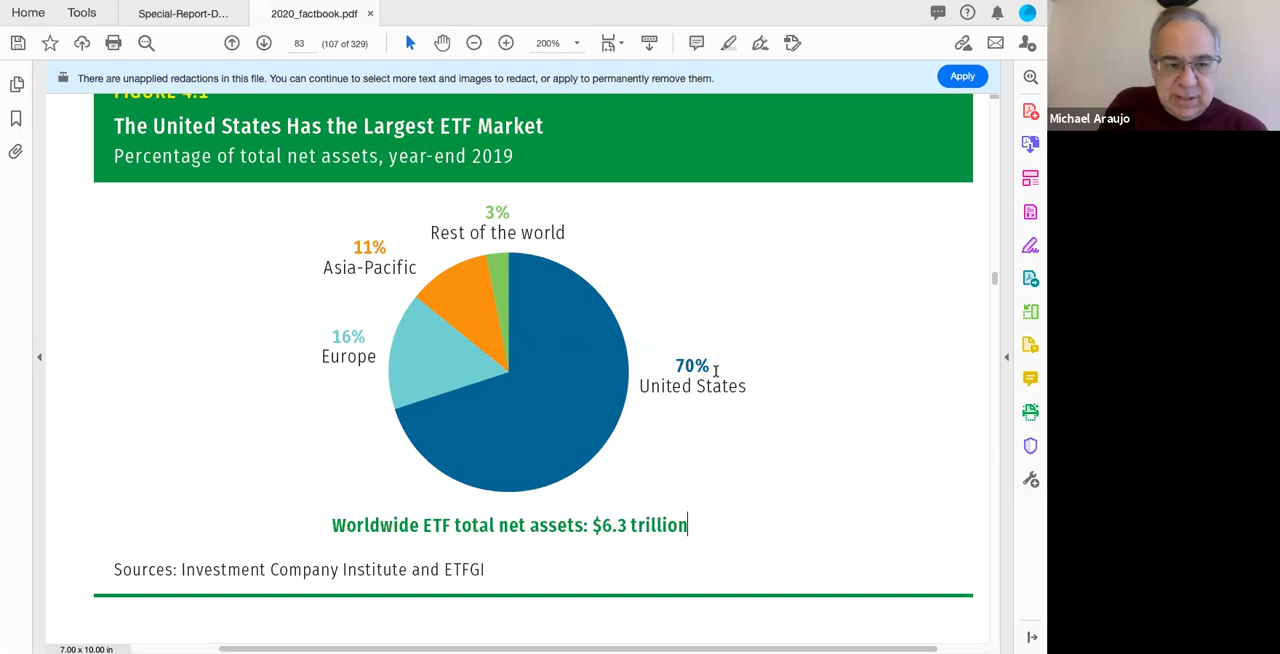 Home Tools Special-Report-D... 2020_factbook.pdf ×
83 (107 of 329) 200%
There are unapplied redactions in this file. You can continue to select more text and images to redact, or apply to permanently remove them. Apply
FIGURE 4.1
The United States Has the Largest ETF Market
Percentage of total net assets, year-end 2019
3%
Rest of the world
11%
Asia-Pacific
16%
Europe
70%
United States
Worldwide ETF total net assets: $6.3 trillion
Sources: Investment Company Institute and ETFGI
7.00 x 10.00 in
Michael Araujo